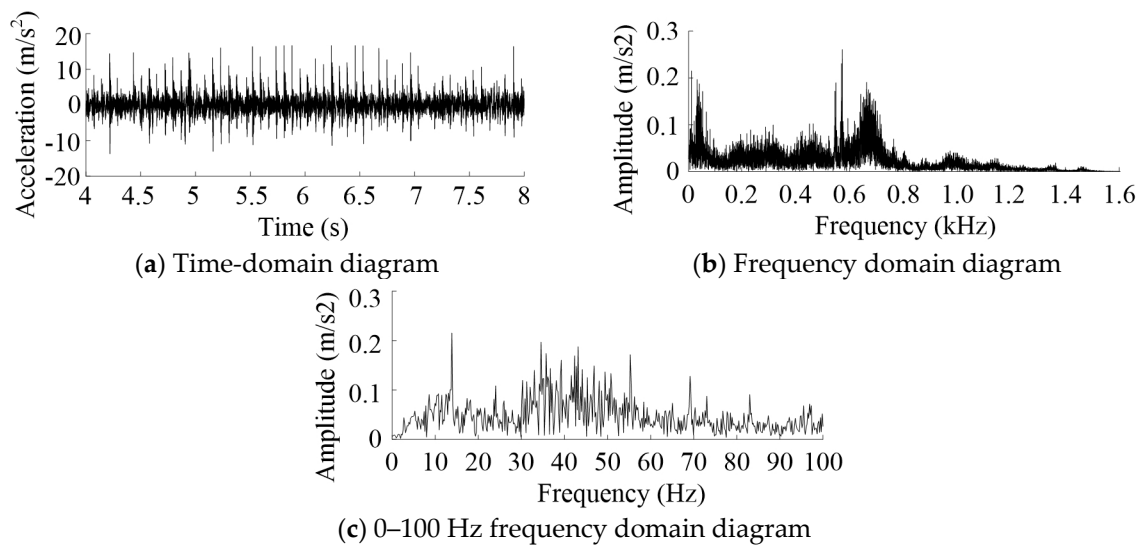 20
10
0
-10
-20
Acceleration (m/s²)
4 4.5 5 5.5 6 6.5 7 7.5 8
Time (s)
(a) Time-domain diagram
0.3
0.2
0.1
0
Amplitude (m/s2)
0 0.2 0.4 0.6 0.8 1.0 1.2 1.4 1.6
Frequency (kHz)
(b) Frequency domain diagram
0.3
0.2
0.1
0
Amplitude (m/s2)
0 10 20 30 40 50 60 70 80 90 100
Frequency (Hz)
(c) 0–100 Hz frequency domain diagram